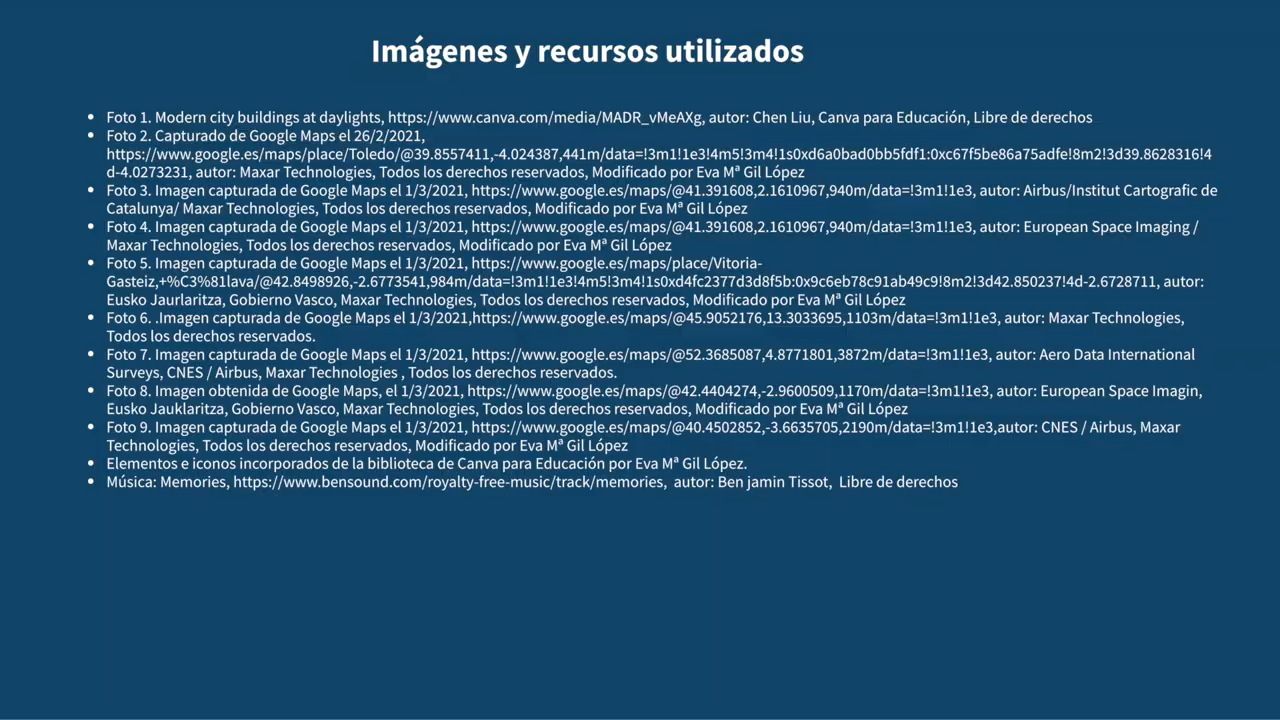 Imágenes y recursos utilizados
• Foto 1. Modern city buildings at daylights, https://www.canva.com/media/MADR_vMeAXg, autor: Chen Liu, Canva para Educación, Libre de derechos
• Foto 2. Capturado de Google Maps el 26/2/2021,
https://www.google.es/maps/place/Toledo/@39.8557411,-4.024387,441m/data=!3m1!1e3!4m5!3m4!1s0xd6a0bad0bb5fdf1:0xc67f5be86a75adfe!8m2!3d39.8628316!4
d-4.0273231, autor: Maxar Technologies, Todos los derechos reservados, Modificado por Eva Mª Gil López
• Foto 3. Imagen capturada de Google Maps el 1/3/2021, https://www.google.es/maps/@41.391608,2.1610967,940m/data=!3m1!1e3, autor: Airbus/Institut Cartografic de
Catalunya/ Maxar Technologies, Todos los derechos reservados, Modificado por Eva Mª Gil López
• Foto 4. Imagen capturada de Google Maps el 1/3/2021, https://www.google.es/maps/@41.391608,2.1610967,940m/data=!3m1!1e3, autor: European Space Imaging /
Maxar Technologies, Todos los derechos reservados, Modificado por Eva Mª Gil López
• Foto 5. Imagen capturada de Google Maps el 1/3/2021, https://www.google.es/maps/place/Vitoria-
Gasteiz,+%C3%81lava/@42.8498926,-2.6773541,984m/data=!3m1!1e3!4m5!3m4!1s0xd4fc2377d3d8f5b:0x9c6eb78c91ab49c9!8m2!3d42.850237!4d-2.6728711, autor:
Eusko Jaurlaritza, Gobierno Vasco, Maxar Technologies, Todos los derechos reservados, Modificado por Eva Mª Gil López
• Foto 6. .Imagen capturada de Google Maps el 1/3/2021,https://www.google.es/maps/@45.9052176,13.3033695,1103m/data=!3m1!1e3, autor: Maxar Technologies,
Todos los derechos reservados.
• Foto 7. Imagen capturada de Google Maps el 1/3/2021, https://www.google.es/maps/@52.3685087,4.8771801,3872m/data=!3m1!1e3, autor: Aero Data International
Surveys, CNES / Airbus, Maxar Technologies , Todos los derechos reservados.
• Foto 8. Imagen obtenida de Google Maps, el 1/3/2021, https://www.google.es/maps/@42.4404274,-2.9600509,1170m/data=!3m1!1e3, autor: European Space Imagin,
Eusko Jauklaritza, Gobierno Vasco, Maxar Technologies, Todos los derechos reservados, Modificado por Eva Mª Gil López
• Foto 9. Imagen capturada de Google Maps el 1/3/2021, https://www.google.es/maps/@40.4502852,-3.6635705,2190m/data=!3m1!1e3,autor: CNES / Airbus, Maxar
Technologies, Todos los derechos reservados, Modificado por Eva Mª Gil López
• Elementos e iconos incorporados de la biblioteca de Canva para Educación por Eva Mª Gil López.
• Música: Memories, https://www.bensound.com/royalty-free-music/track/memories, autor: Ben jamin Tissot, Libre de derechos